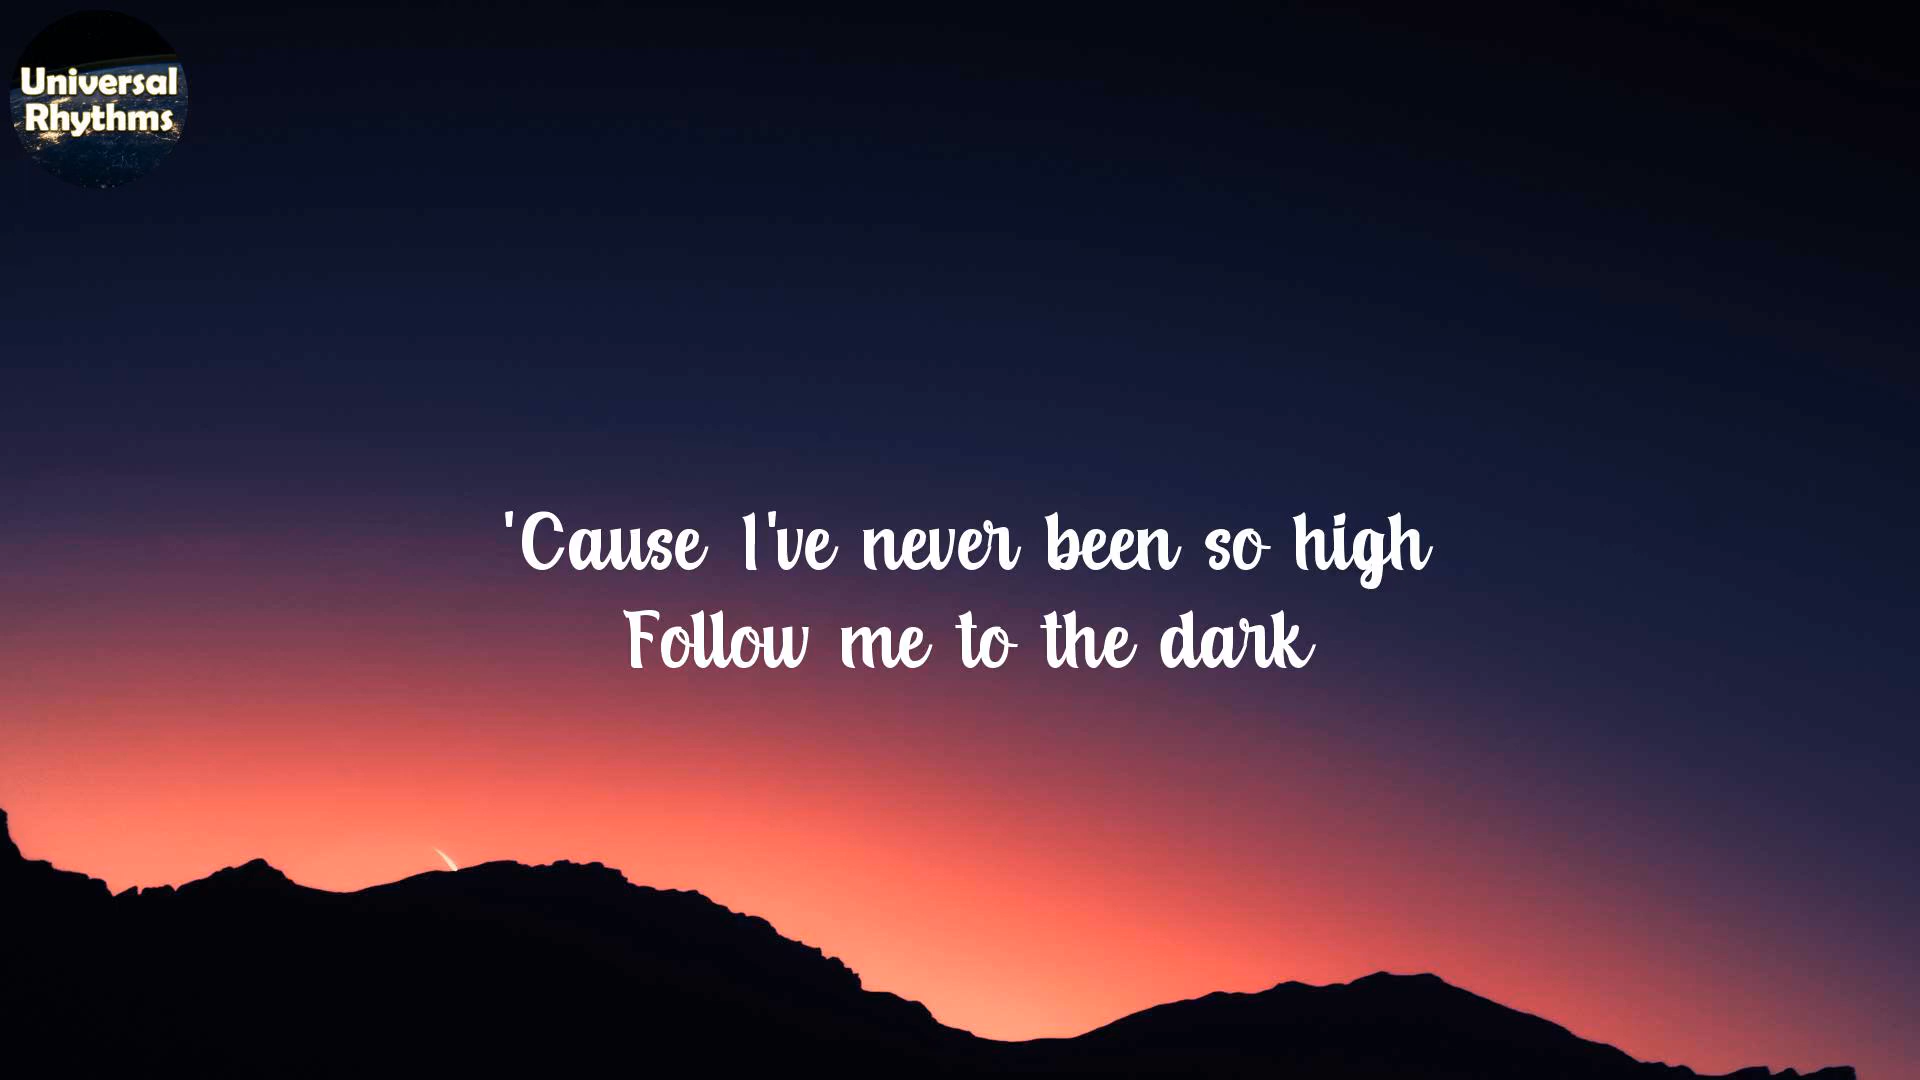 Universal
Rhythms
'Cause I've never been so high
Follow me to the dark